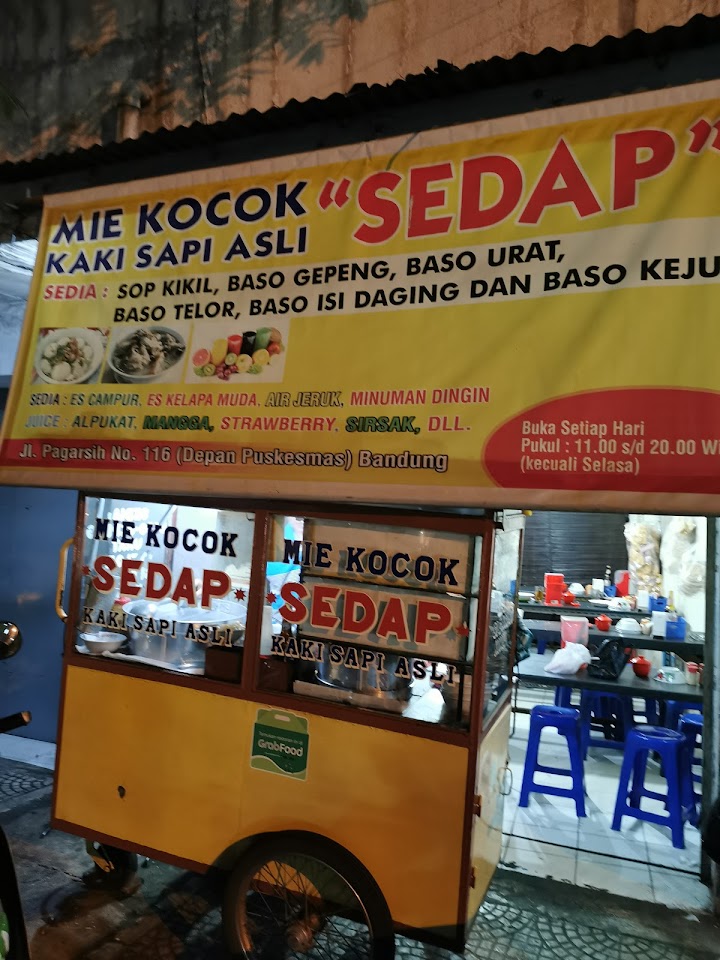 MIE KOCOK "SEDAP"
KAKI SAPI ASLI
SEDIA : SOP KIKIL, BASO GEPENG, BASO URAT,
BASO TELOR, BASO ISI DAGING DAN BASO KEJU
SEDIA : ES CAMPUR, ES KELAPA MUDA, AIR JERUK, MINUMAN DINGIN
JUICE : ALPUKAT, MANGGA, STRAWBERRY, SIRSAK, DLL.
Jl. Pagarsih No. 116 (Depan Puskesmas) Bandung
Buka Setiap Hari
Pukul : 11.00 s/d 20.00
(kecuali Selasa)
MIE KOCOK
SEDAP
KAKI SAPI ASLI
MIE KOCOK
SEDAP
KAKI SAPI ASLI
GrabFood